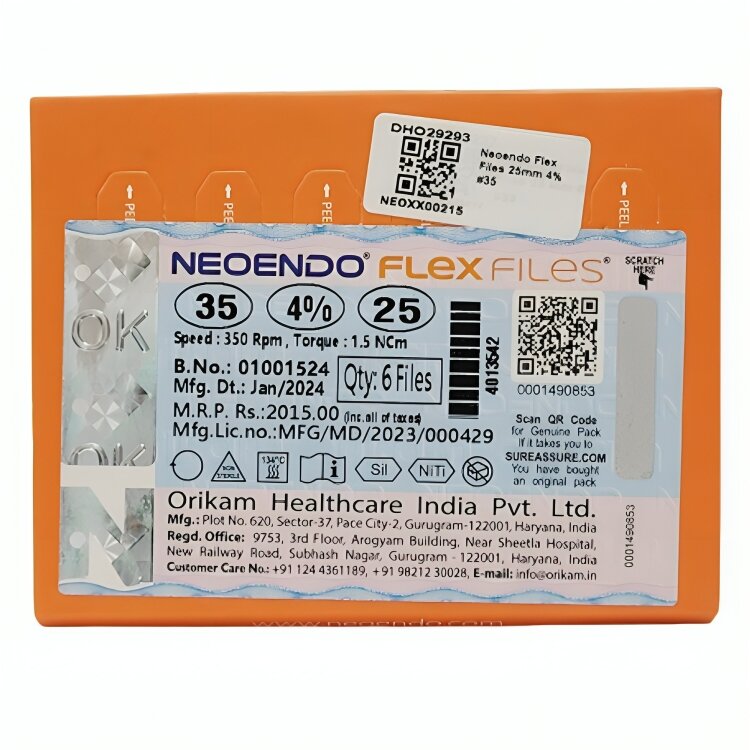 DHO29293
Neoendo Flex
Files 25mm 4%
#35
NEOXX00215
NEOENDO® FLEX FILES®
SCRATCH
HERE
35 4% 25
Speed : 350 Rpm , Torque : 1.5 NCm
B.No.: 01001524
Mfg. Dt.: Jan/2024
Qty: 6 Files
M.R.P. Rs.:2015.00 (Inc. all of taxes)
Mfg.Lic.no.:MFG/MD/2023/000429
4013542
0001490853
Scan QR Code
for Genuine Pack
If it takes you to
SUREASSURE.COM
You have bought
an original pack
0001490853
OK
OK
134°C
i
Sil
NiTi
Orikam Healthcare India Pvt. Ltd.
Mfg.: Plot No. 620, Sector-37, Pace City-2, Gurugram-122001, Haryana, India
Regd. Office: 9753, 3rd Floor, Arogyam Building, Near Sheetla Hospital,
New Railway Road, Subhash Nagar, Gurugram - 122001, Haryana, India
Customer Care No.: +91 124 4361189, +91 98212 30028, E-mail: info@orikam.in
www.neoendo.com